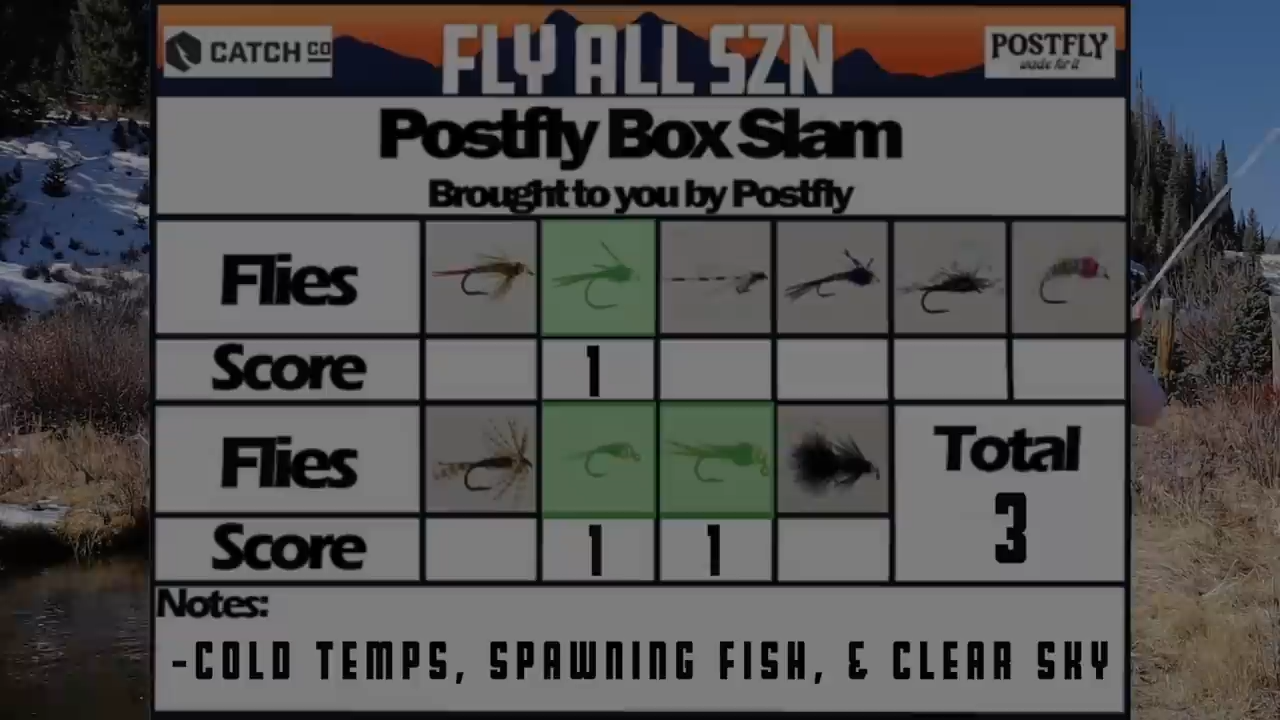 CATCH CO
FLY ALL SZN
POSTFLY
wade for it
Postfly Box Slam
Brought to you by Postfly
Flies
Score 1
Flies
Score 1 1
Total
3
Notes:
-COLD TEMPS, SPAWNING FISH, & CLEAR SKY